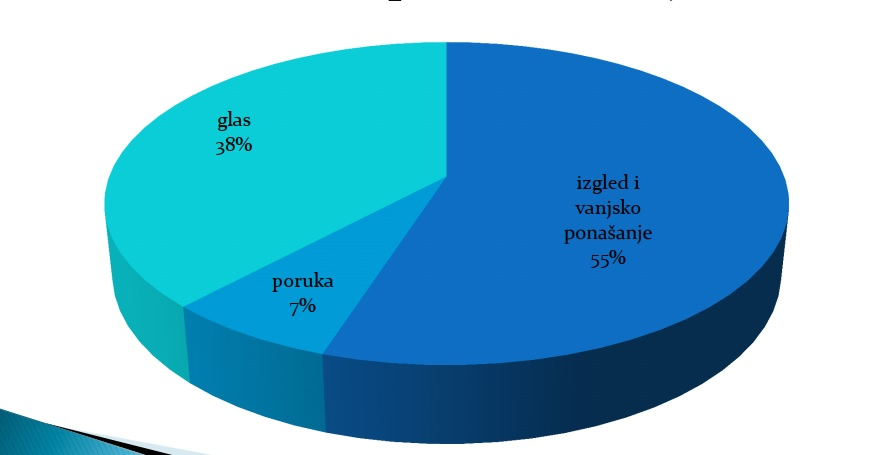 glas
38%
izgled i
vanjsko
ponašanje
55%
poruka
7%